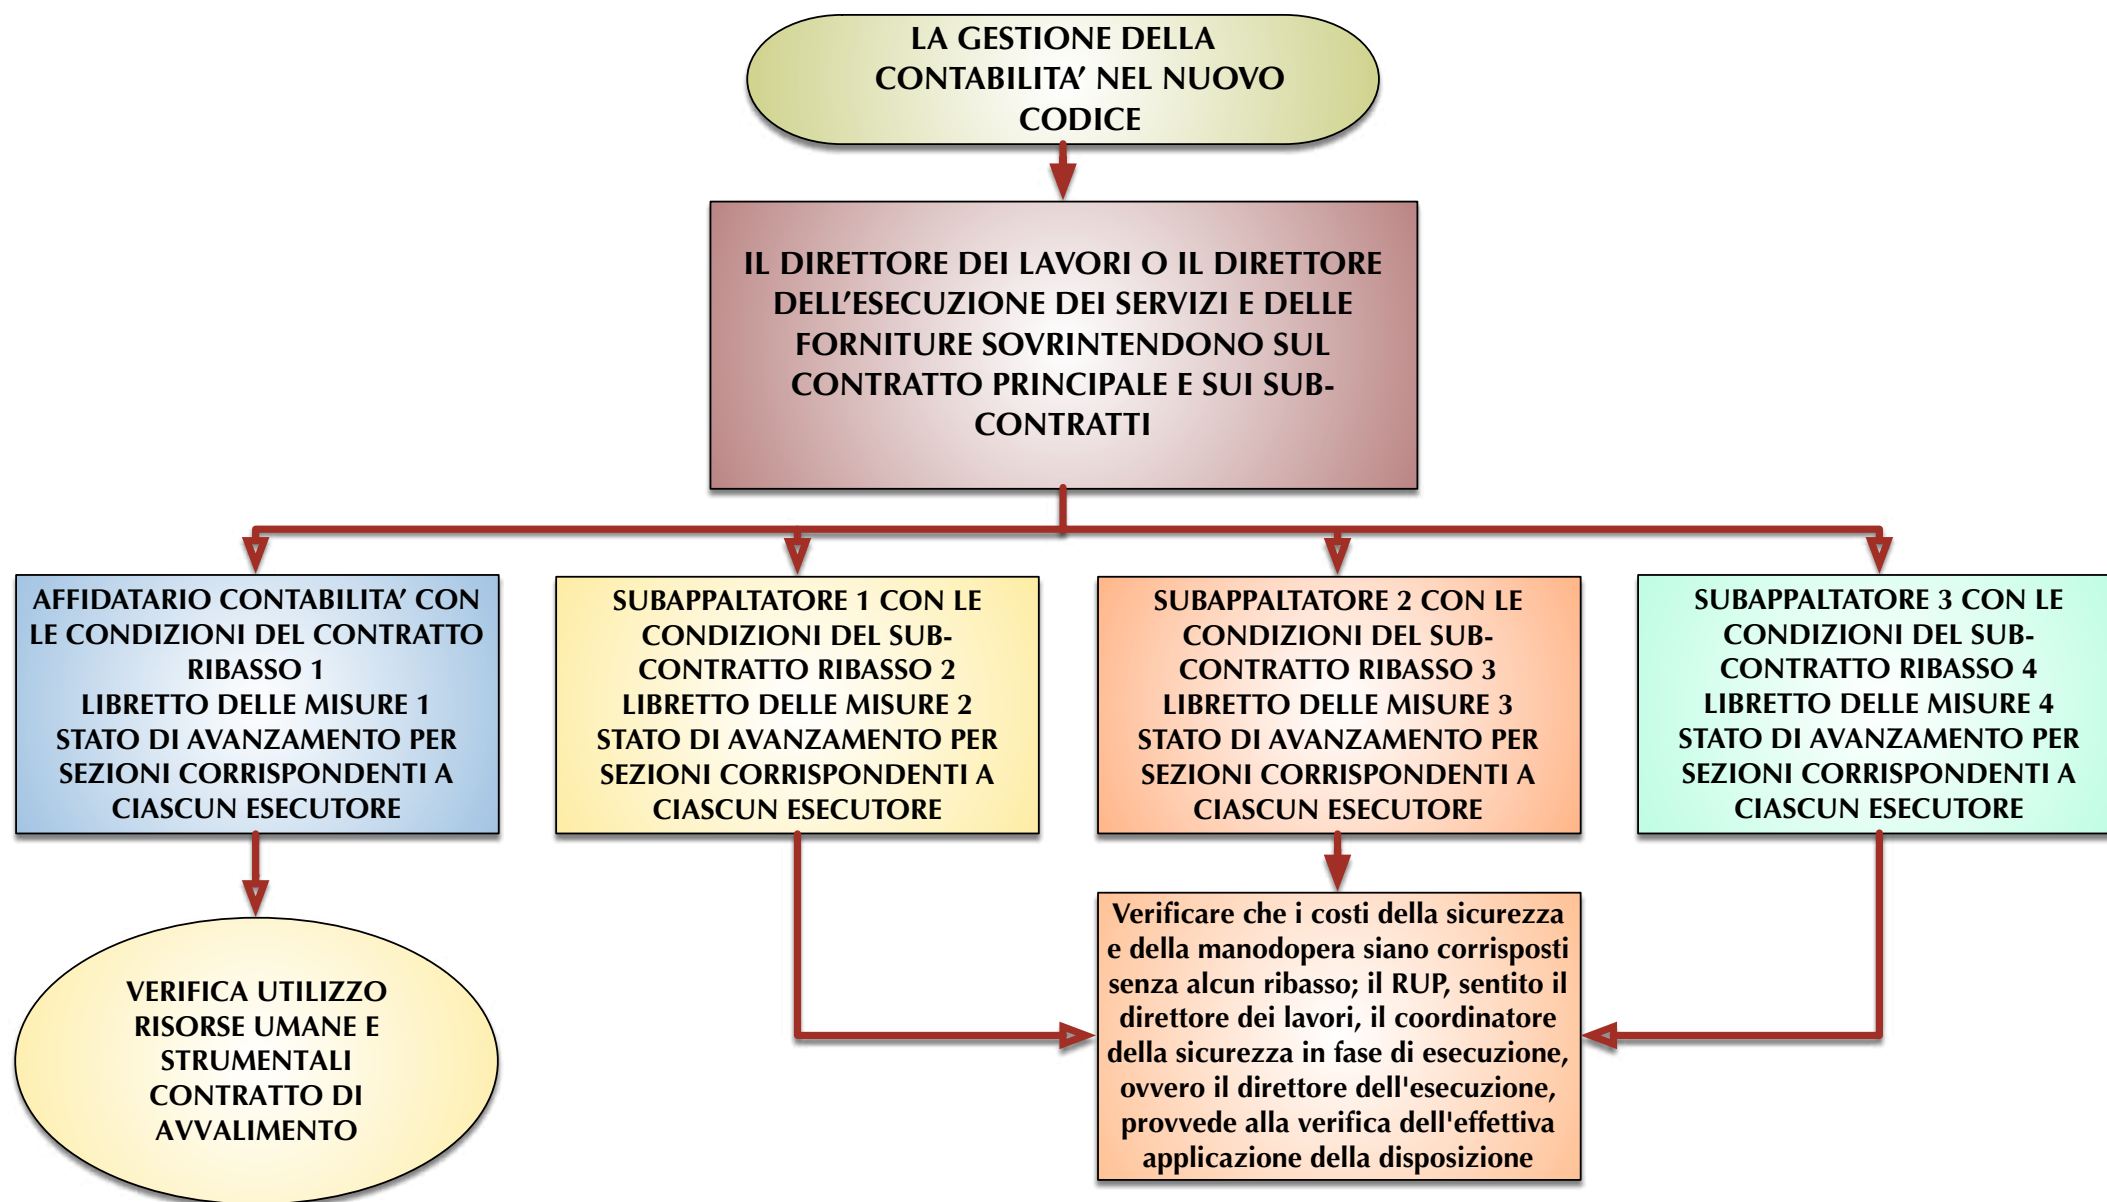 LA GESTIONE DELLA
CONTABILITA’ NEL NUOVO
CODICE
IL DIRETTORE DEI LAVORI O IL DIRETTORE
DELL’ESECUZIONE DEI SERVIZI E DELLE
FORNITURE SOVRINTENDONO SUL
CONTRATTO PRINCIPALE E SUI SUB-
CONTRATTI
AFFIDATARIO CONTABILITA’ CON
LE CONDIZIONI DEL CONTRATTO
RIBASSO 1
LIBRETTO DELLE MISURE 1
STATO DI AVANZAMENTO PER
SEZIONI CORRISPONDENTI A
CIASCUN ESECUTORE
SUBAPPALTATORE 1 CON LE
CONDIZIONI DEL SUB-
CONTRATTO RIBASSO 2
LIBRETTO DELLE MISURE 2
STATO DI AVANZAMENTO PER
SEZIONI CORRISPONDENTI A
CIASCUN ESECUTORE
SUBAPPALTATORE 2 CON LE
CONDIZIONI DEL SUB-
CONTRATTO RIBASSO 3
LIBRETTO DELLE MISURE 3
STATO DI AVANZAMENTO PER
SEZIONI CORRISPONDENTI A
CIASCUN ESECUTORE
SUBAPPALTATORE 3 CON LE
CONDIZIONI DEL SUB-
CONTRATTO RIBASSO 4
LIBRETTO DELLE MISURE 4
STATO DI AVANZAMENTO PER
SEZIONI CORRISPONDENTI A
CIASCUN ESECUTORE
VERIFICA UTILIZZO
RISORSE UMANE E
STRUMENTALI
CONTRATTO DI
AVVALIMENTO
Verificare che i costi della sicurezza
e della manodopera siano corrisposti
senza alcun ribasso; il RUP, sentito il
direttore dei lavori, il coordinatore
della sicurezza in fase di esecuzione,
ovvero il direttore dell'esecuzione,
provvede alla verifica dell'effettiva
applicazione della disposizione